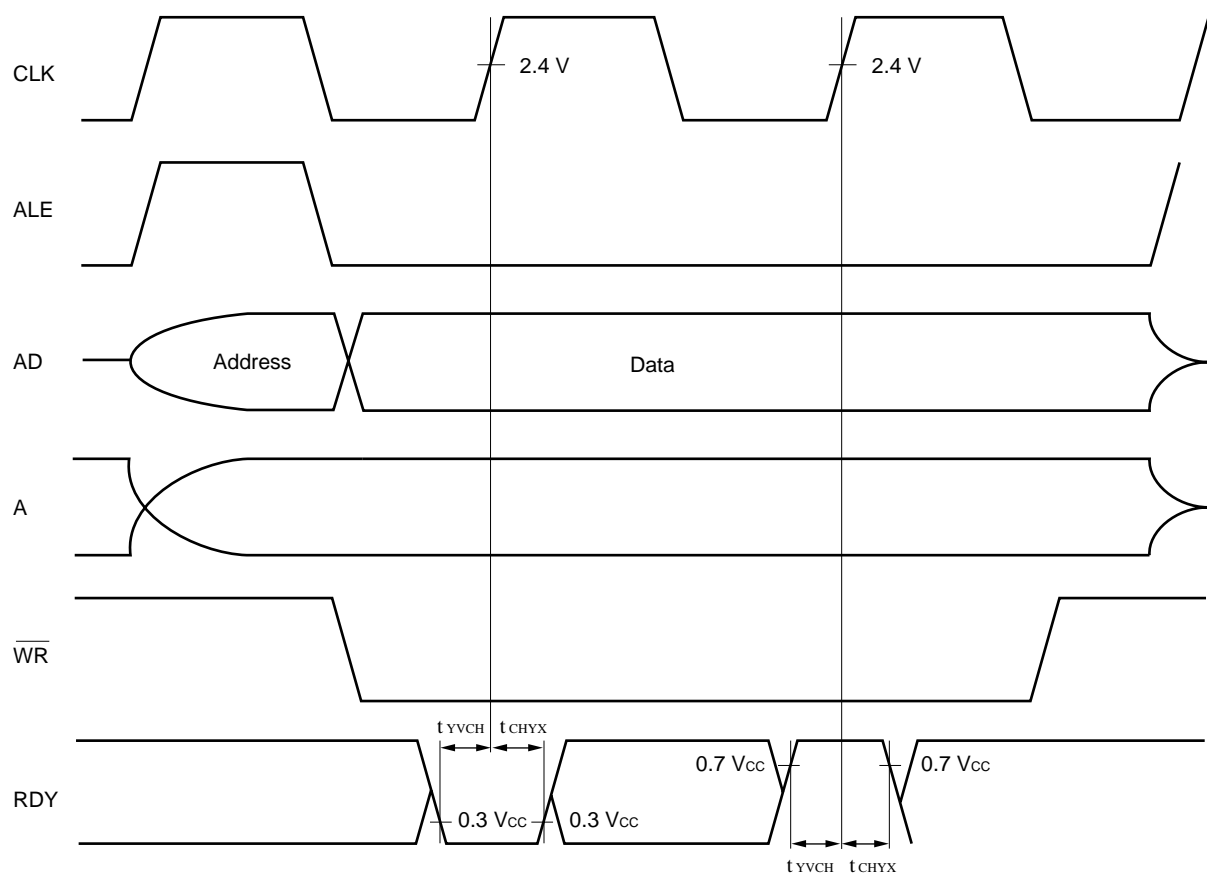 CLK
2.4 V
2.4 V
ALE
AD
Address
Data
A
WR
t YVCH
t CHYX
RDY
0.3 VCC
0.3 VCC
0.7 VCC
0.7 VCC
t YVCH
t CHYX